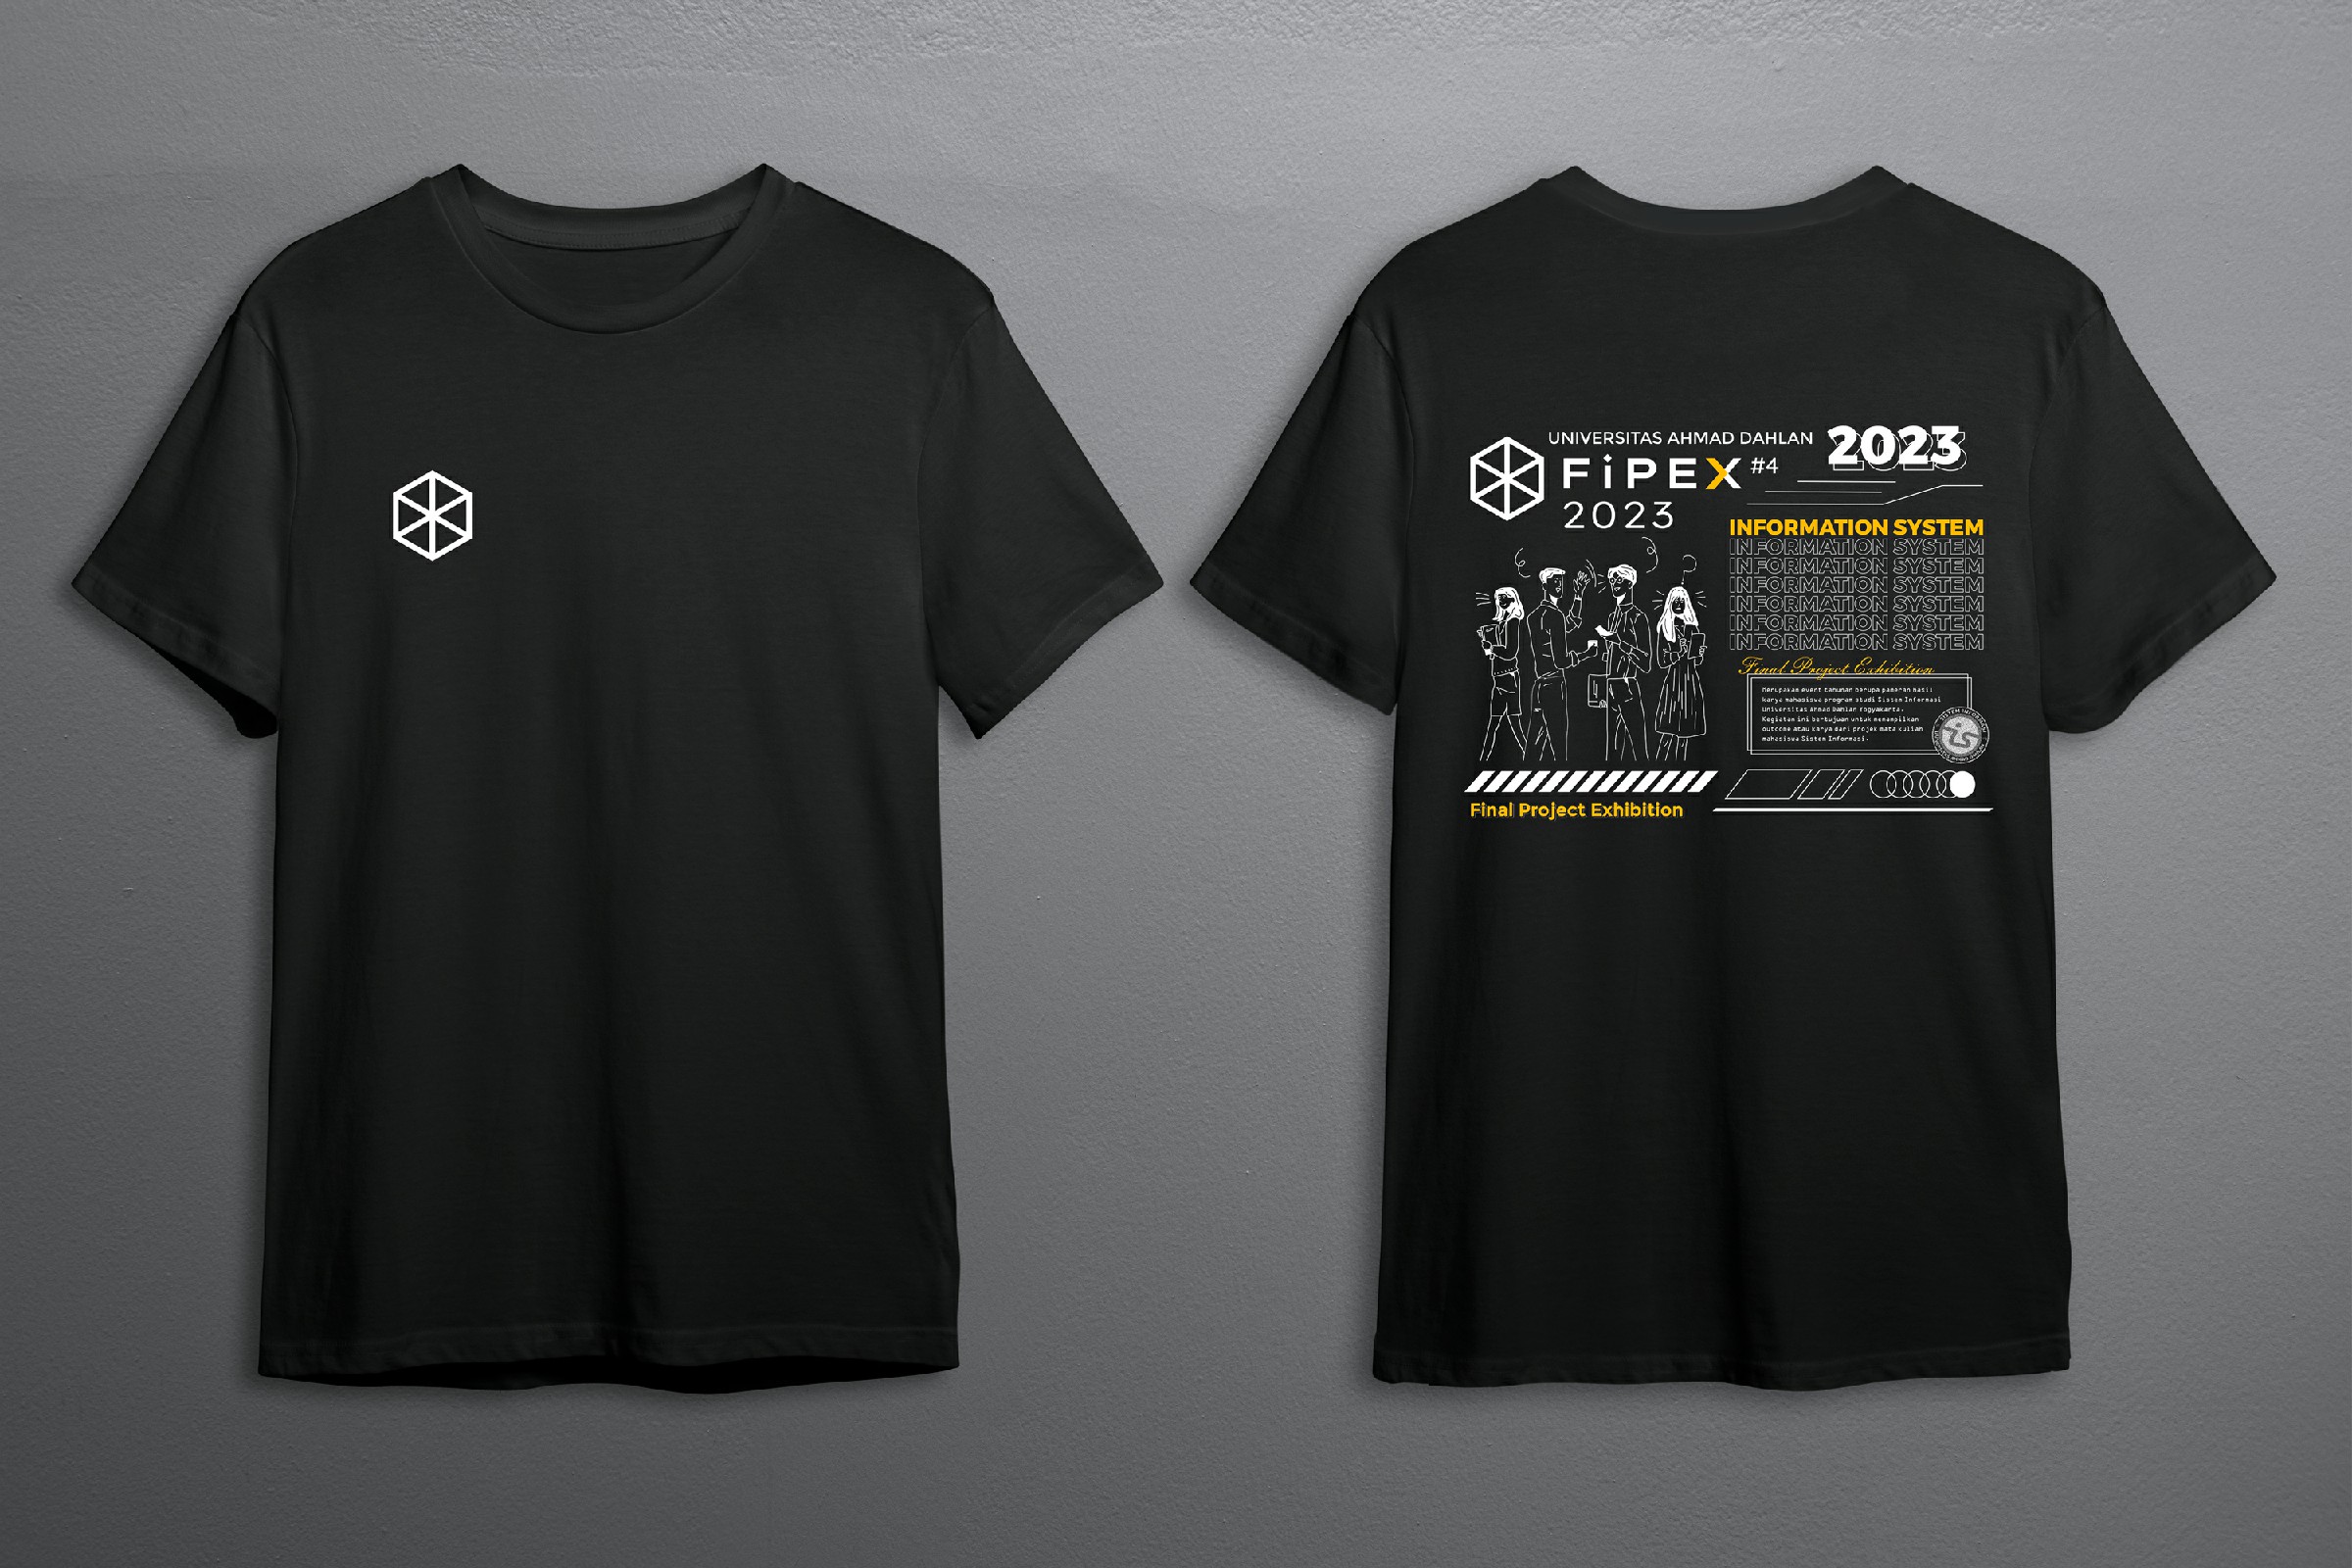 UNIVERSITAS AHMAD DAHLAN
FiPEX #4
2023
2023
INFORMATION SYSTEM
INFORMATION SYSTEM
INFORMATION SYSTEM
INFORMATION SYSTEM
INFORMATION SYSTEM
INFORMATION SYSTEM
INFORMATION SYSTEM
Final Project Exhibition
Merupakan event tahunan berupa pameran hasil
karya mahasiswa program studi Sistem Informasi
Universitas Ahmad Dahlan Yogyakarta.
Kegiatan ini bertujuan untuk menampilkan
outcome atau karya dari projek mata kuliah
mahasiswa Sistem Informasi.
Final Project Exhibition